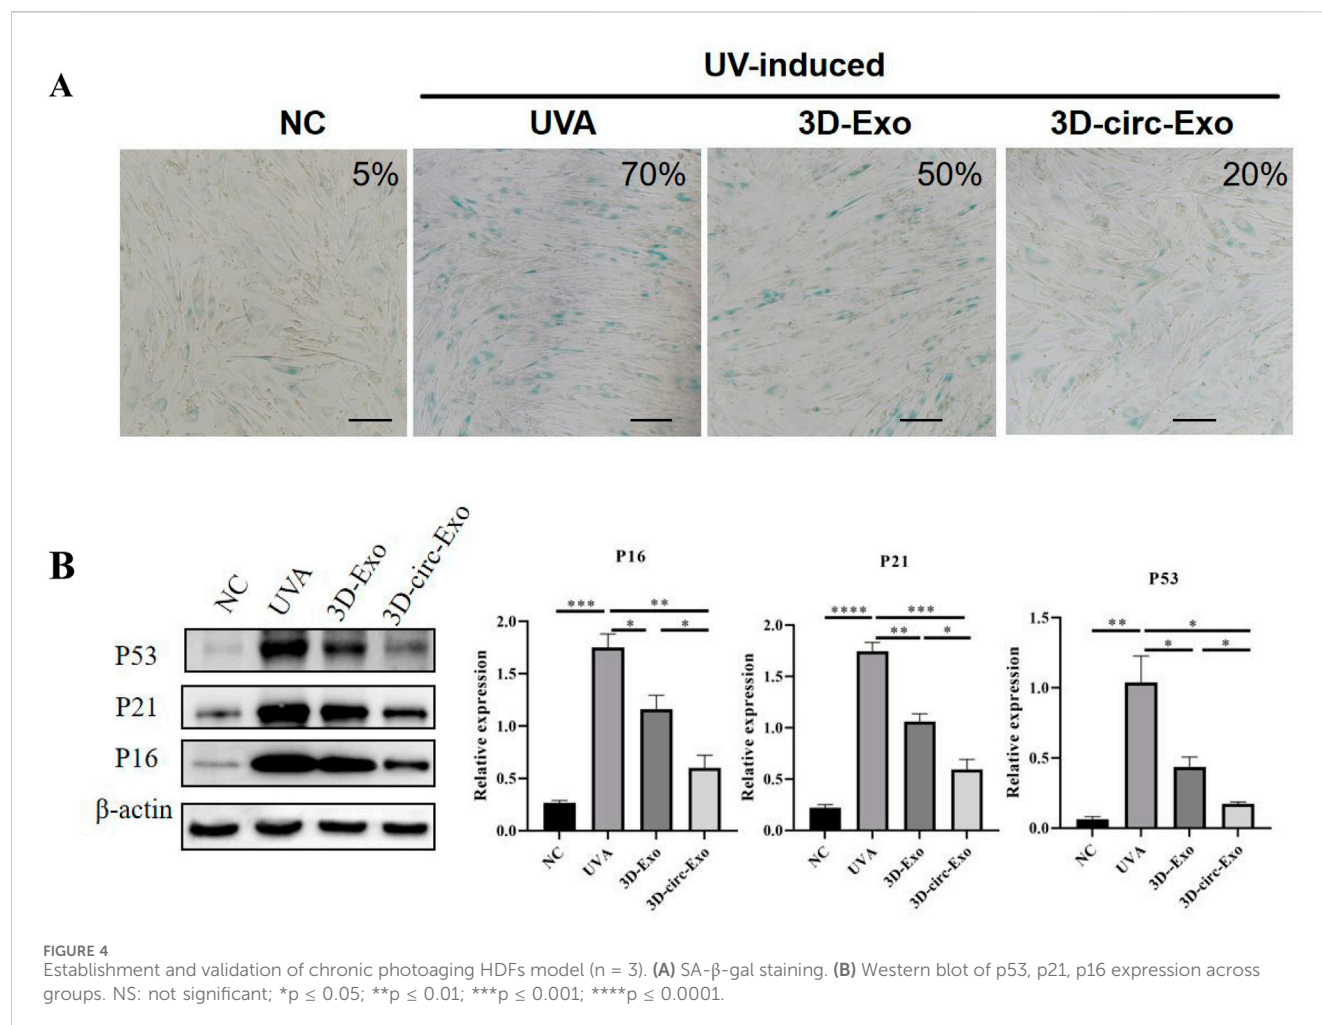 A
UV-induced
NC
UVA
3D-Exo
3D-circ-Exo
5%
70%
50%
20%
B
NC
UVA
3D-Exo
3D-circ-Exo
P53
P21
P16
β-actin
P16
Relative expression
2.0
1.5
1.0
0.5
0.0
***
**
*
*
NC
UVA
3D-Exo
3D-circ-Exo
P21
Relative expression
2.0
1.5
1.0
0.5
0.0
****
***
**
*
NC
UVA
3D-Exo
3D-circ-Exo
P53
Relative expression
1.5
1.0
0.5
0.0
**
*
*
*
NC
UVA
3D--Exo
3D-circ-Exo
FIGURE 4
Establishment and validation of chronic photoaging HDFs model (n = 3). (A) SA-β-gal staining. (B) Western blot of p53, p21, p16 expression across
groups. NS: not significant; *p ≤ 0.05; **p ≤ 0.01; ***p ≤ 0.001; ****p ≤ 0.0001.